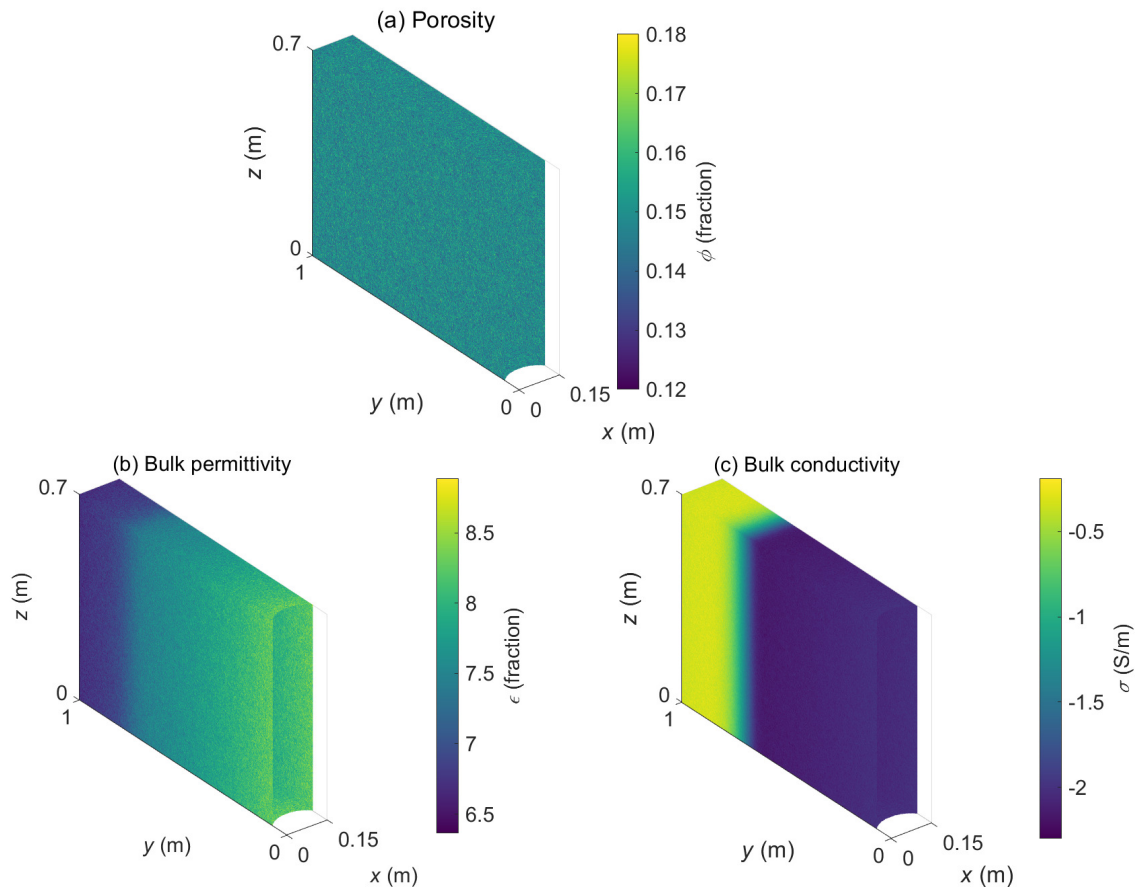 (a) Porosity
0.7
z (m)
0
1
y (m)
0
0
0.15
x (m)
0.18
0.17
0.16
0.15
0.14
0.13
0.12
ϕ (fraction)
(b) Bulk permittivity
0.7
z (m)
0
1
y (m)
0
0
0.15
x (m)
8.5
8
7.5
7
6.5
ϵ (fraction)
(c) Bulk conductivity
0.7
z (m)
0
1
y (m)
0
0
0.15
x (m)
-0.5
-1
-1.5
-2
σ (S/m)